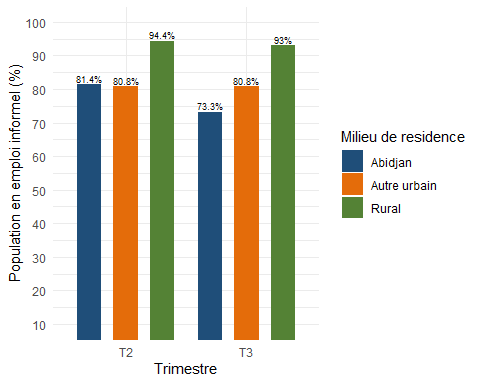 Population en emploi informel (%)
100
90
80
70
60
50
40
30
20
10
81.4%
80.8%
94.4%
73.3%
80.8%
93%
T2
T3
Trimestre
Milieu de residence
Abidjan
Autre urbain
Rural